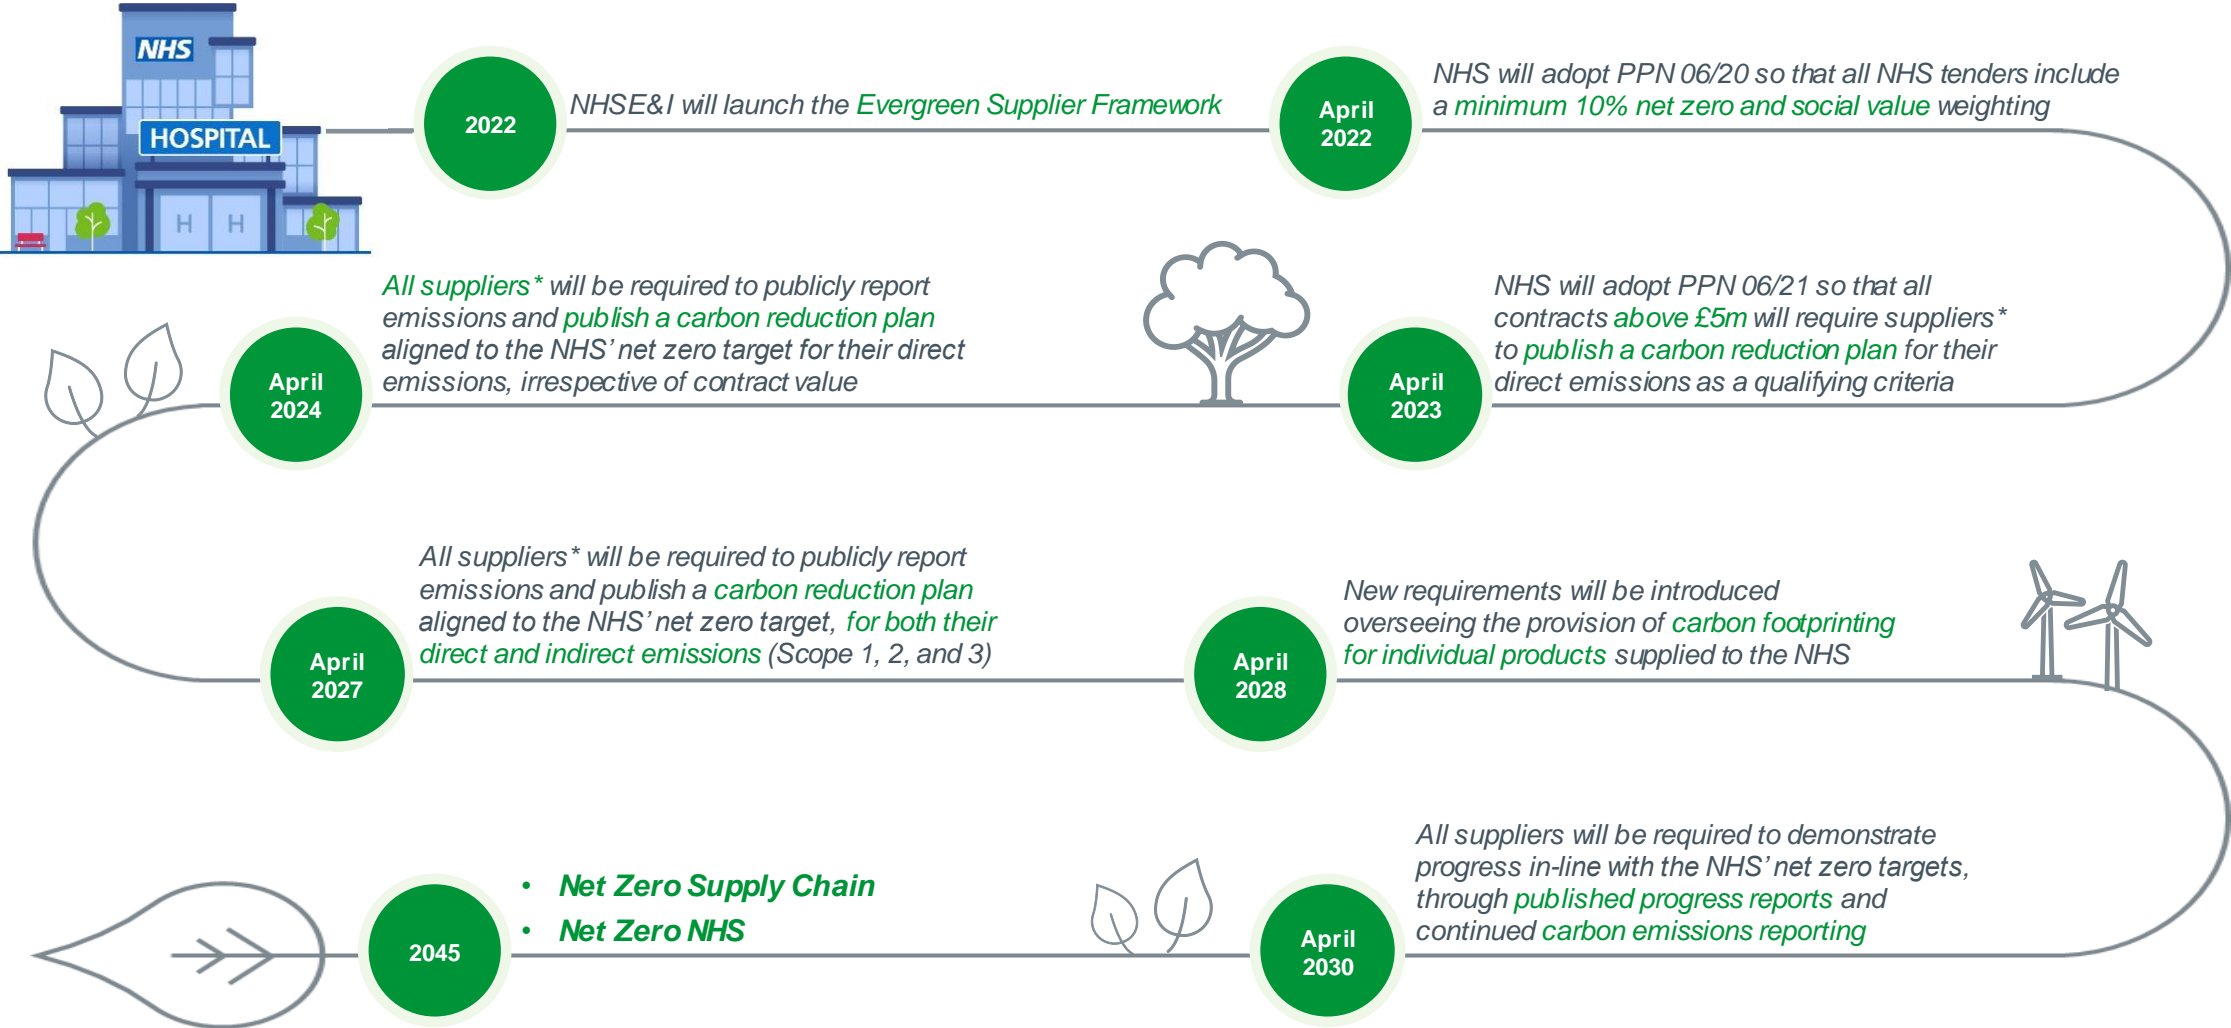 NHS
HOSPITAL
H H
2022
NHSE&I will launch the Evergreen Supplier Framework
April
2022
NHS will adopt PPN 06/20 so that all NHS tenders include
a minimum 10% net zero and social value weighting
April
2023
NHS will adopt PPN 06/21 so that all
contracts above £5m will require suppliers*
to publish a carbon reduction plan for their
direct emissions as a qualifying criteria
April
2024
All suppliers* will be required to publicly report
emissions and publish a carbon reduction plan
aligned to the NHS' net zero target for their direct
emissions, irrespective of contract value
April
2027
All suppliers* will be required to publicly report
emissions and publish a carbon reduction plan
aligned to the NHS' net zero target, for both their
direct and indirect emissions (Scope 1, 2, and 3)
April
2028
New requirements will be introduced
overseeing the provision of carbon footprinting
for individual products supplied to the NHS
April
2030
All suppliers will be required to demonstrate
progress in-line with the NHS' net zero targets,
through published progress reports and
continued carbon emissions reporting
2045
• Net Zero Supply Chain
• Net Zero NHS